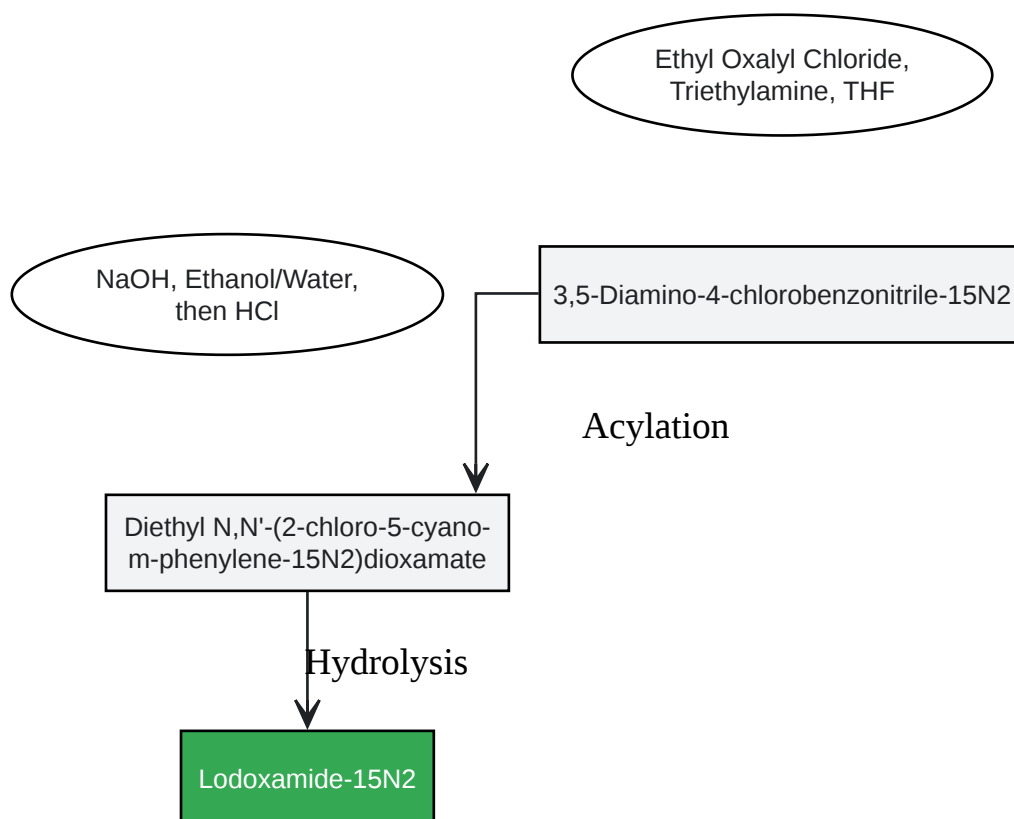 Ethyl Oxalyl Chloride,
Triethylamine, THF
NaOH, Ethanol/Water,
then HCl
3,5-Diamino-4-chlorobenzonitrile-15N2
Acylation
Diethyl N,N'-(2-chloro-5-cyano-
m-phenylene-15N2)dioxamate
Hydrolysis
Lodoxamide-15N2